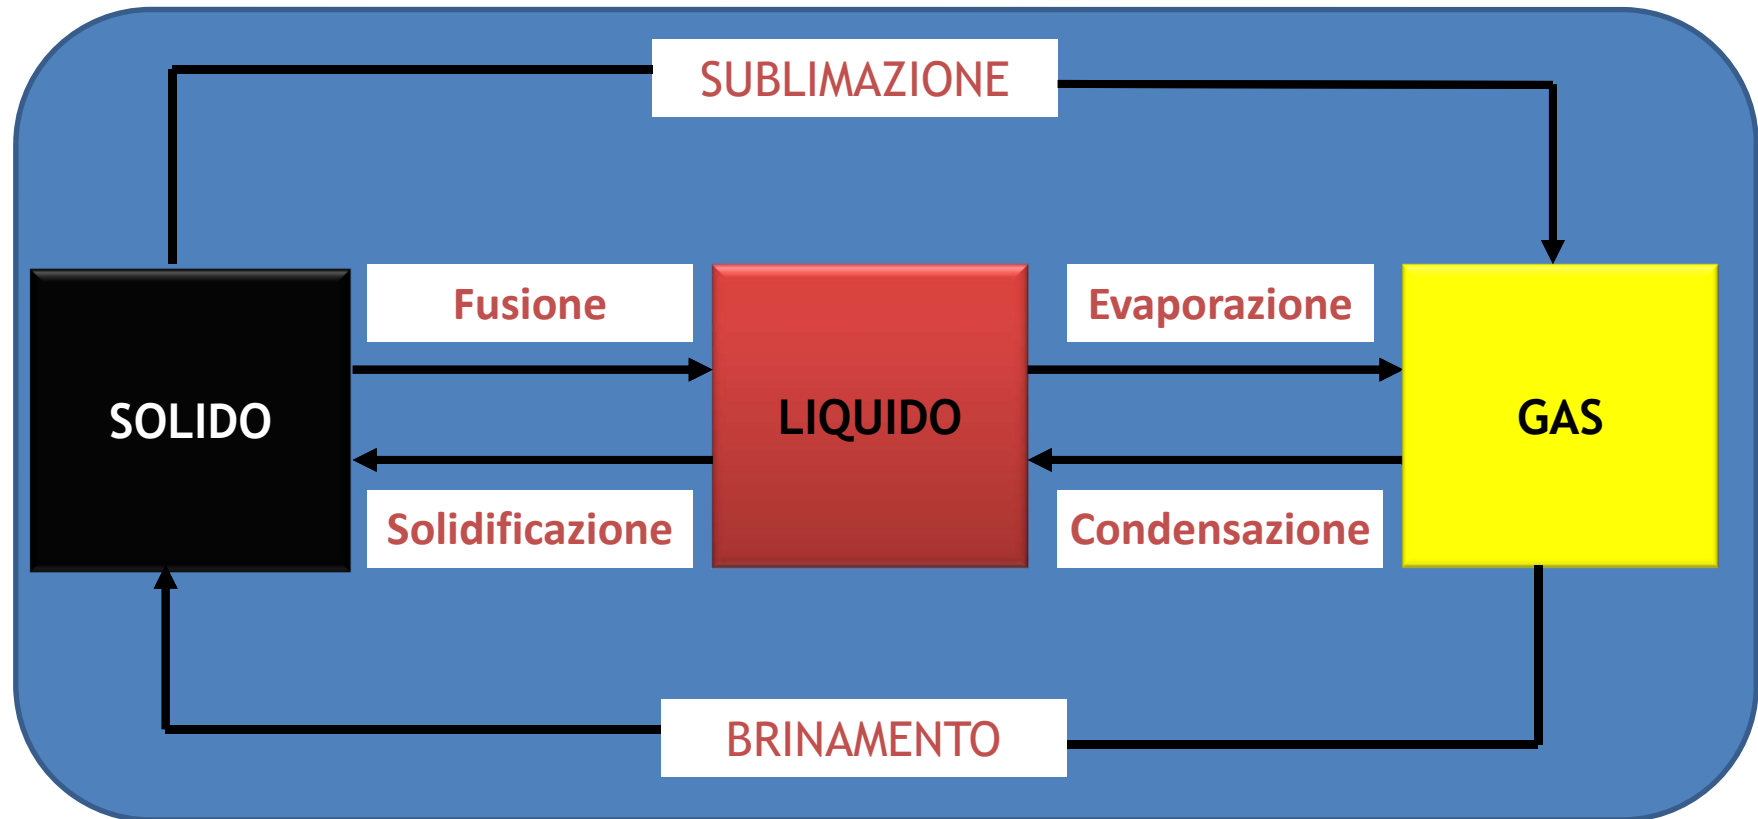 SUBLIMAZIONE
Fusione
Evaporazione
SOLIDO
LIQUIDO
GAS
Solidificazione
Condensazione
BRINAMENTO